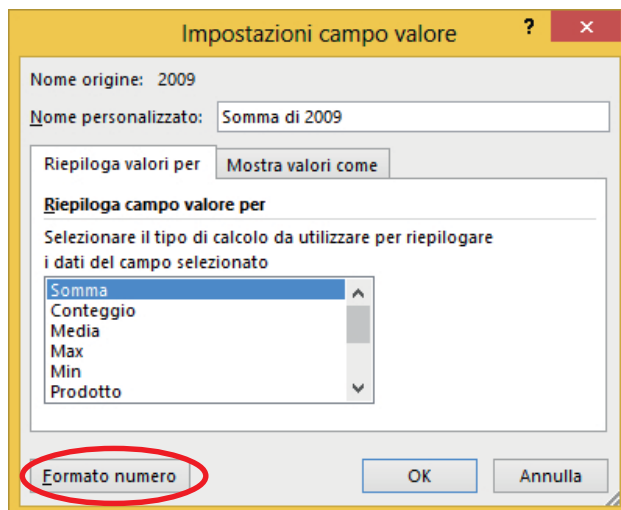 Impostazioni campo valore ? ×
Nome origine: 2009
Nome personalizzato: Somma di 2009
Riepiloga valori per Mostra valori come
Riepiloga campo valore per
Selezionare il tipo di calcolo da utilizzare per riepilogare
i dati del campo selezionato
Somma
Conteggio
Media
Max
Min
Prodotto
Formato numero OK Annulla